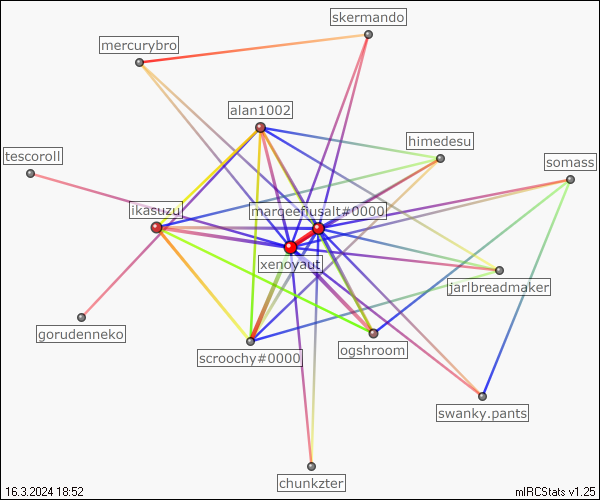 skermando
mercurybro
alan1002
himedesu
tescoroll
somass
ikasuzu
marqeeflusalt#0000
xenoyaut
jarlbreadmaker
gorudenneko
ogshroom
scroochy#0000
swanky.pants
chunkzter
16.3.2024 18:52
mIRCStats v1.25